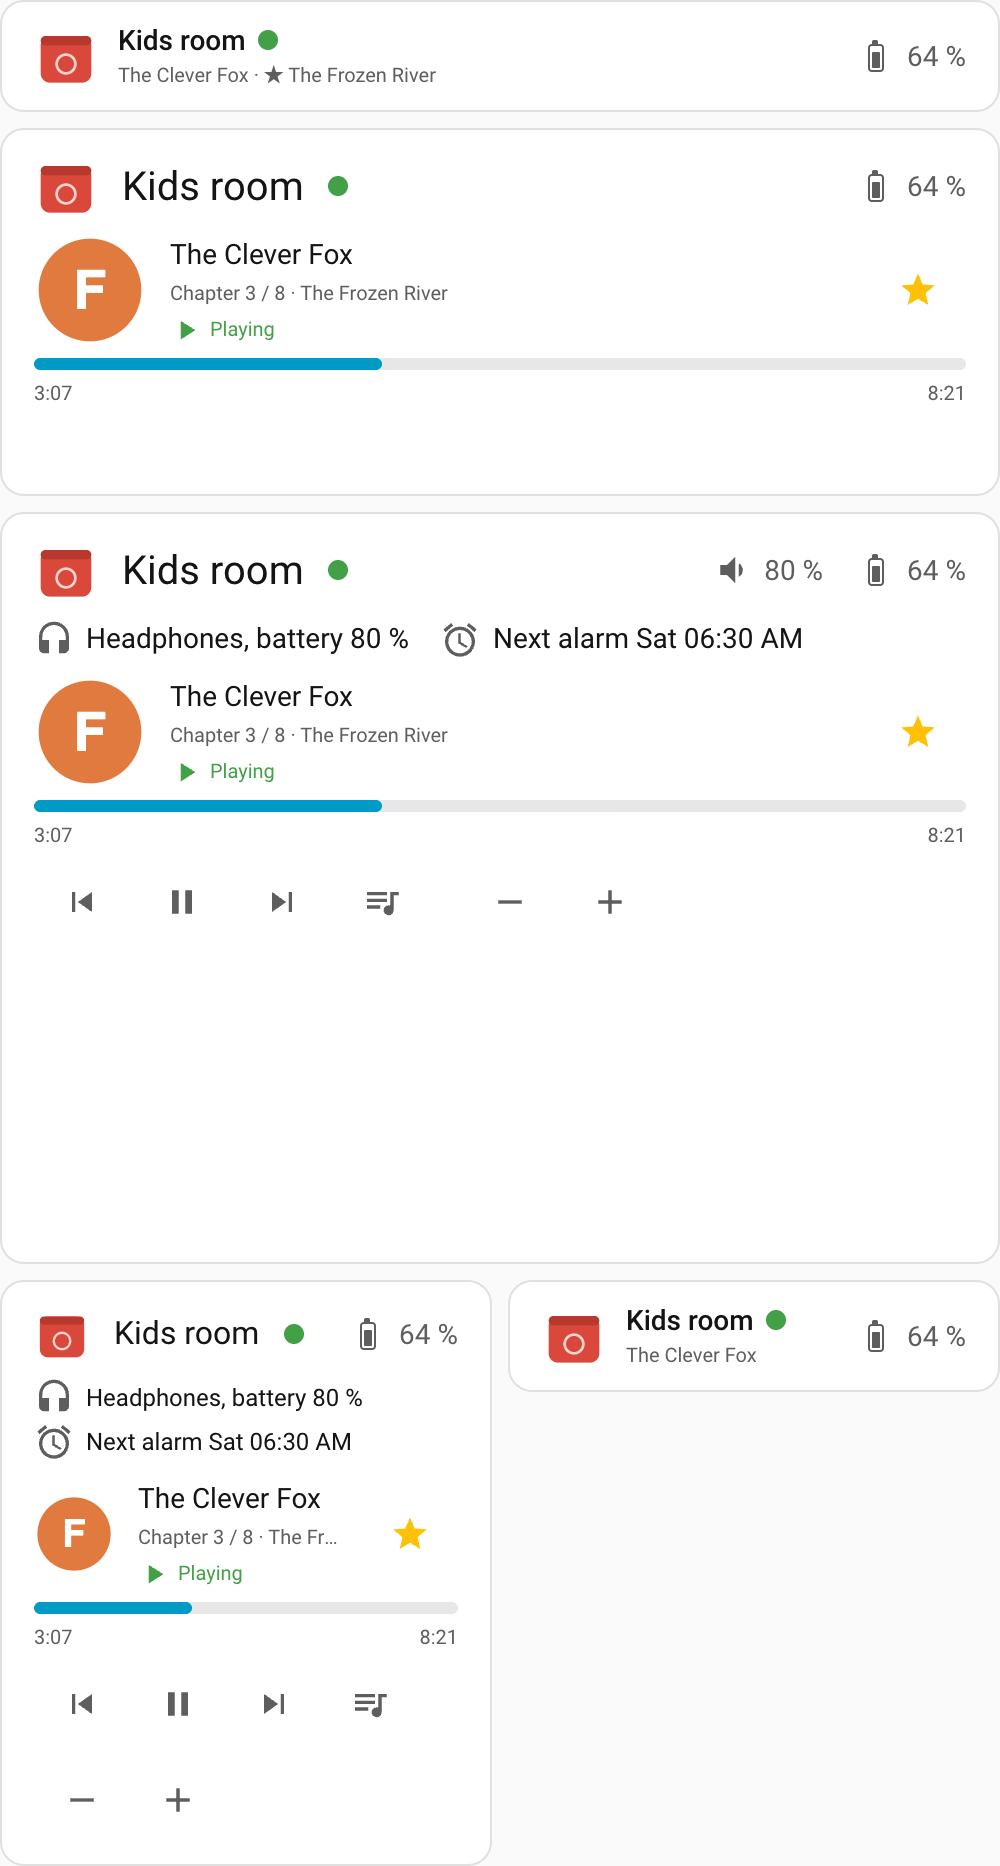 Kids room
64 %
The Clever Fox · ★ The Frozen River
Kids room
64 %
F
The Clever Fox
Chapter 3 / 8 · The Frozen River
Playing
3:07
8:21
Kids room
80 %
64 %
Headphones, battery 80 %
Next alarm Sat 06:30 AM
F
The Clever Fox
Chapter 3 / 8 · The Frozen River
Playing
3:07
8:21
Kids room
64 %
Headphones, battery 80 %
Next alarm Sat 06:30 AM
F
The Clever Fox
Chapter 3 / 8 · The Fr...
Playing
3:07
8:21
Kids room
64 %
The Clever Fox